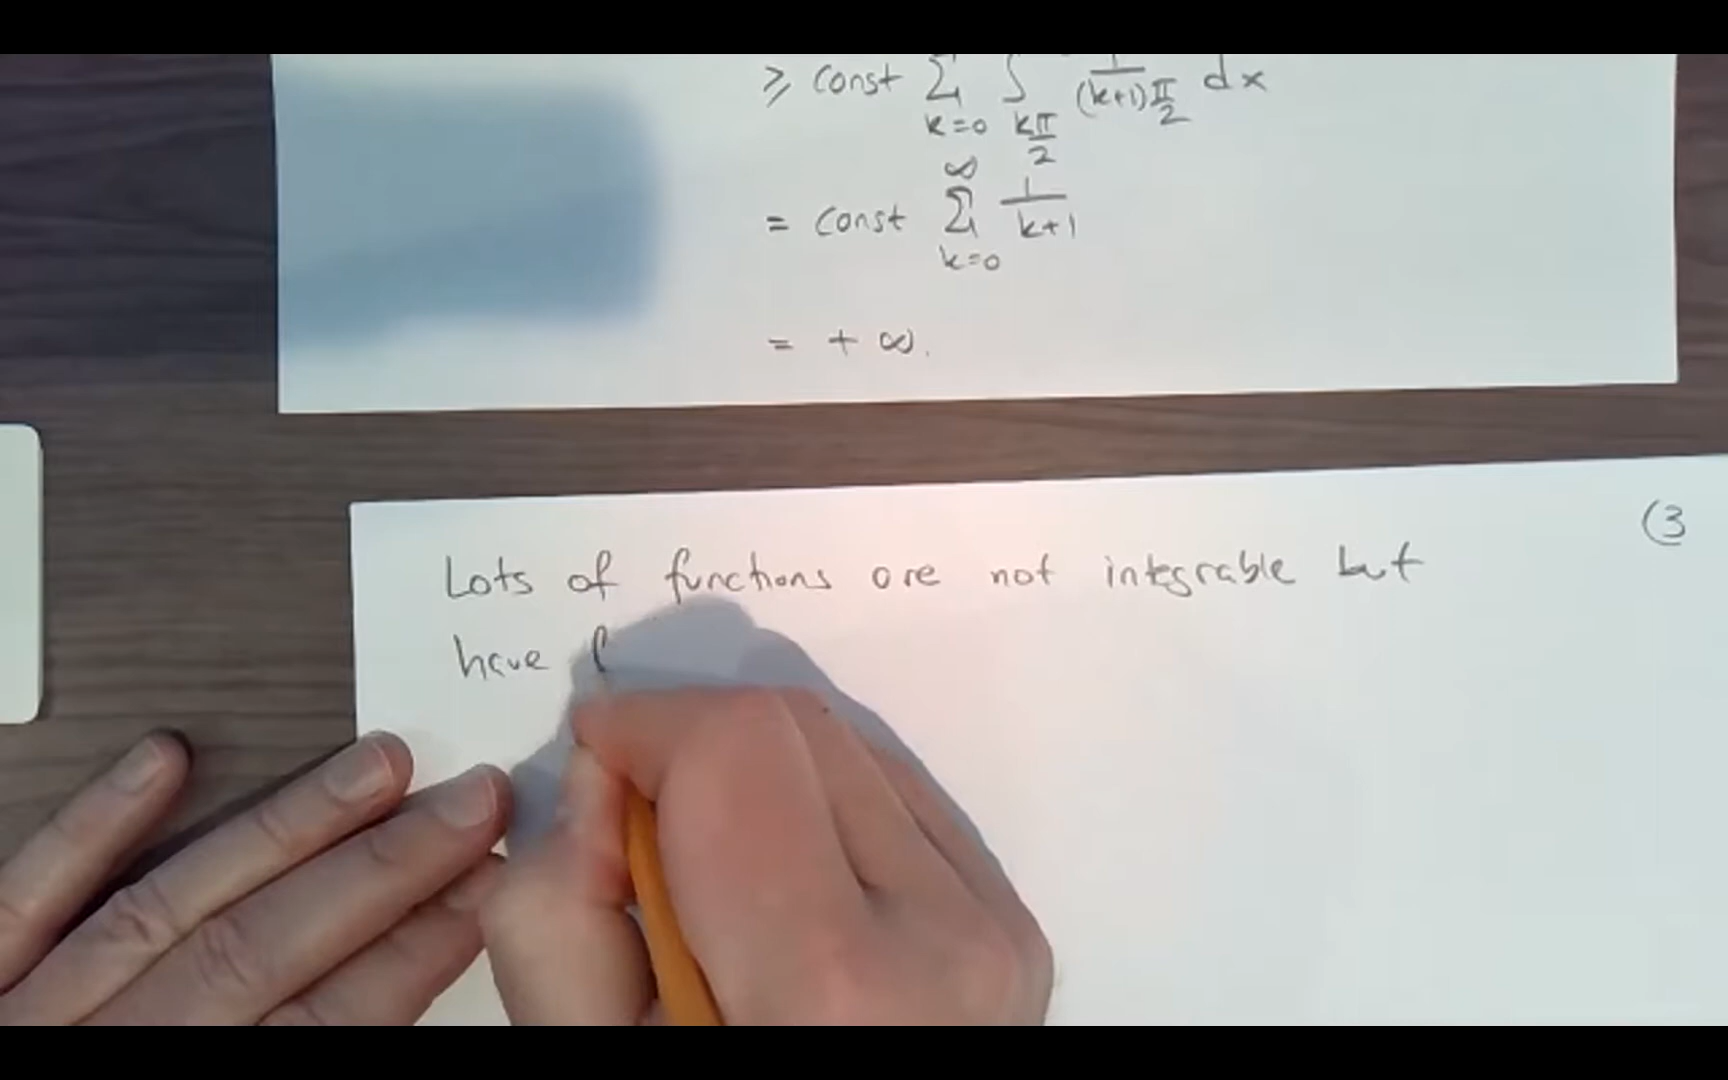 ≥ const ∑ ∫ 1/((k+1)π/2) dx
k=0 kπ/2
= const ∑ 1/(k+1)
∞
k=0
= + ∞.
(3
Lots of functions are not integrable but
have